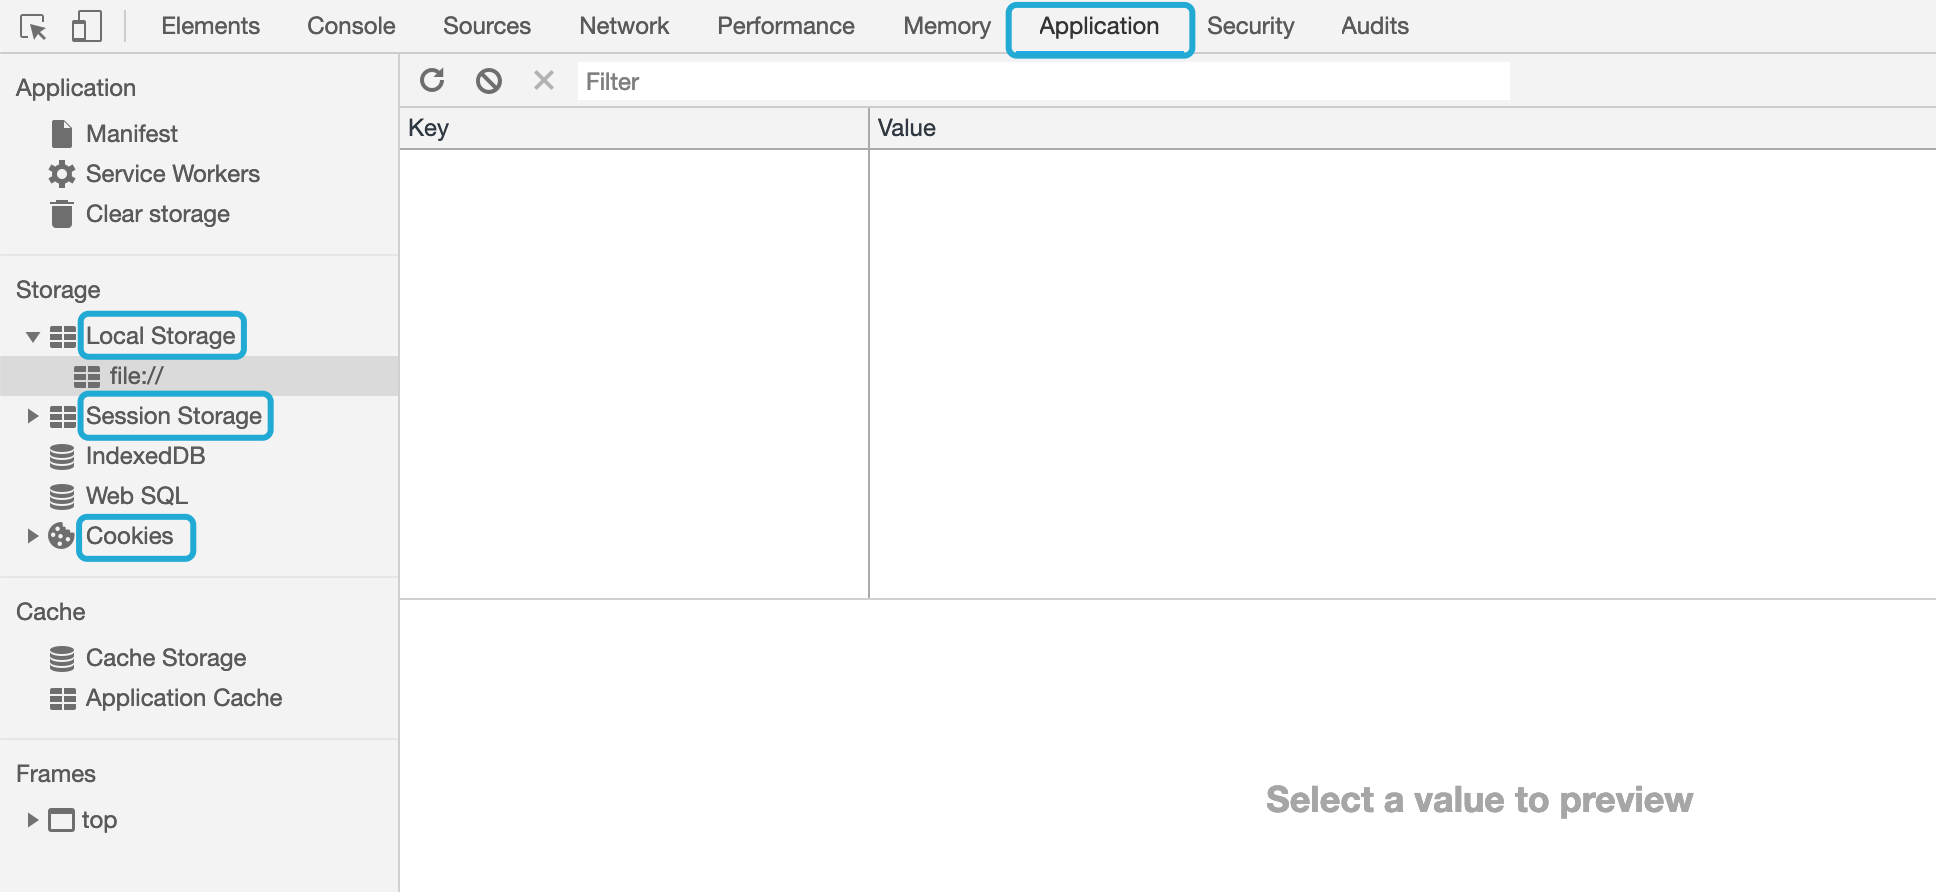 Elements Console Sources Network Performance Memory Application Security Audits
Application
Manifest
Service Workers
Clear storage
Storage
Local Storage
file://
Session Storage
IndexedDB
Web SQL
Cookies
Cache
Cache Storage
Application Cache
Frames
top
Filter
Key Value
Select a value to preview